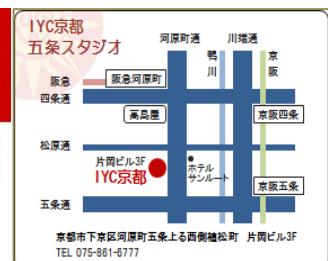 IYC京都
五条スタジオ
河原町通
川端通
鴨川
京阪
阪急
阪急河原町
四条通
高島屋
京阪四条
松原通
片岡ビル3F
IYC京都
ホテル
サンルート
京阪五条
五条通
京都市下京区河原町五条上る西側植松町 片岡ビル3F
TEL 075-861-6777